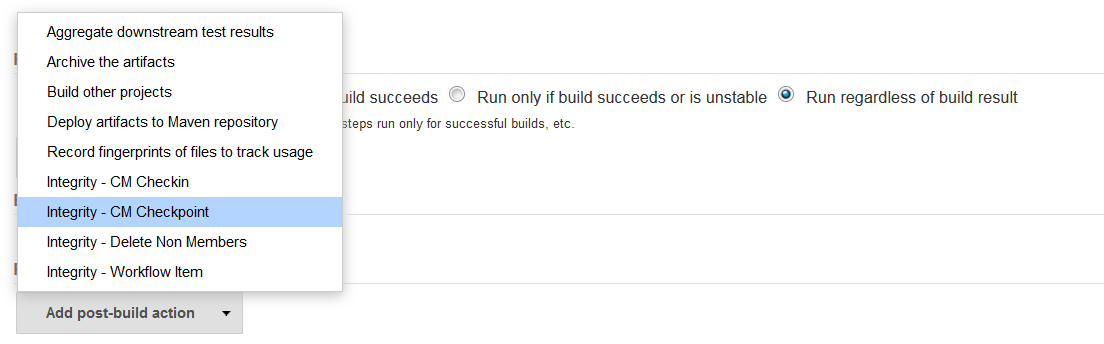 Aggregate downstream test results
Archive the artifacts
Build other projects
uild succeeds Run only if build succeeds or is unstable Run regardless of build result
Deploy artifacts to Maven repository
steps run only for successful builds, etc.
Record fingerprints of files to track usage
Integrity - CM Checkin
Integrity - CM Checkpoint
Integrity - Delete Non Members
Integrity - Workflow Item
Add post-build action